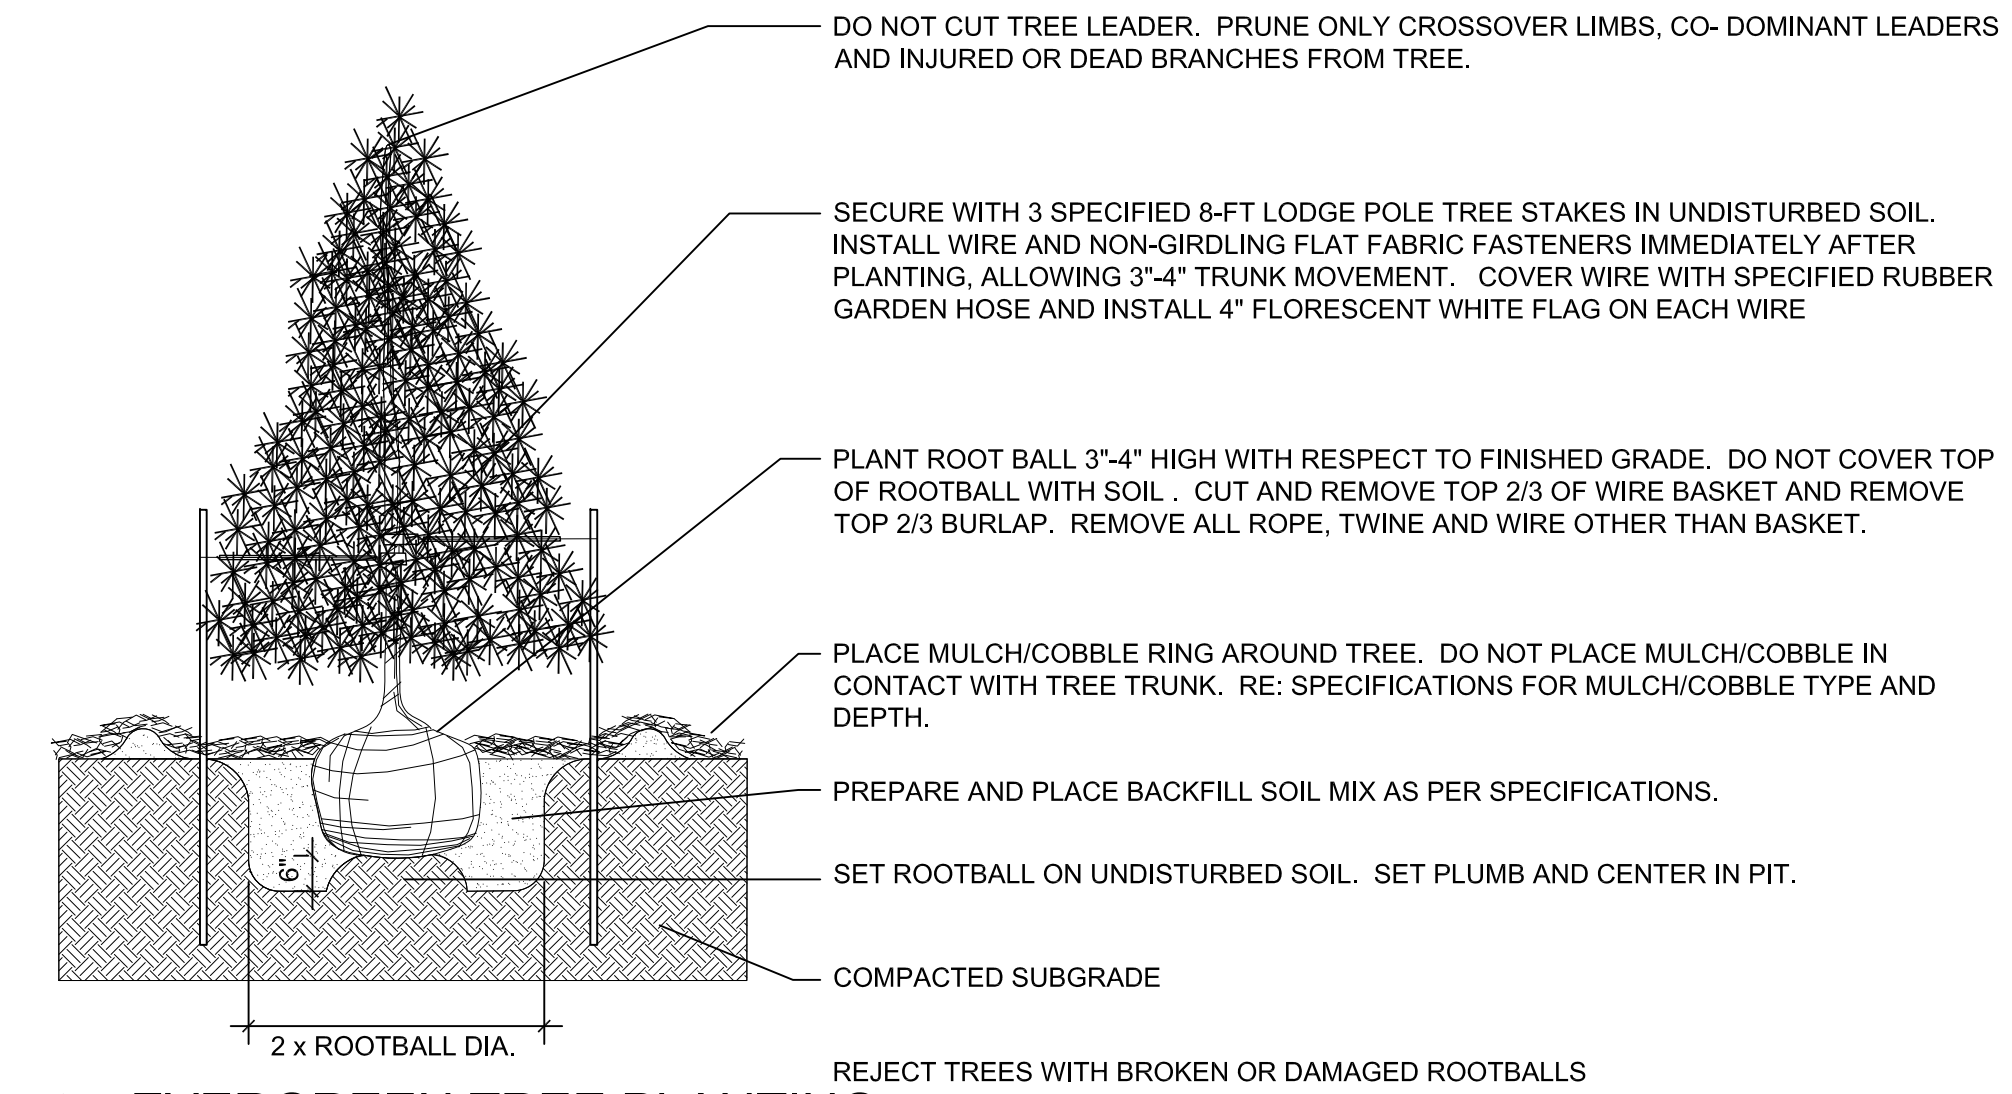 DO NOT CUT TREE LEADER. PRUNE ONLY CROSSOVER LIMBS, CO- DOMINANT LEADERS
AND INJURED OR DEAD BRANCHES FROM TREE.
SECURE WITH 3 SPECIFIED 8-FT LODGE POLE TREE STAKES IN UNDISTURBED SOIL.
INSTALL WIRE AND NON-GIRDLING FLAT FABRIC FASTENERS IMMEDIATELY AFTER
PLANTING, ALLOWING 3"-4" TRUNK MOVEMENT. COVER WIRE WITH SPECIFIED RUBBER
GARDEN HOSE AND INSTALL 4" FLORESCENT WHITE FLAG ON EACH WIRE
PLANT ROOT BALL 3"-4" HIGH WITH RESPECT TO FINISHED GRADE. DO NOT COVER TOP
OF ROOTBALL WITH SOIL . CUT AND REMOVE TOP 2/3 OF WIRE BASKET AND REMOVE
TOP 2/3 BURLAP. REMOVE ALL ROPE, TWINE AND WIRE OTHER THAN BASKET.
PLACE MULCH/COBBLE RING AROUND TREE. DO NOT PLACE MULCH/COBBLE IN
CONTACT WITH TREE TRUNK. RE: SPECIFICATIONS FOR MULCH/COBBLE TYPE AND
DEPTH.
PREPARE AND PLACE BACKFILL SOIL MIX AS PER SPECIFICATIONS.
6"
SET ROOTBALL ON UNDISTURBED SOIL. SET PLUMB AND CENTER IN PIT.
COMPACTED SUBGRADE
2 x ROOTBALL DIA.
REJECT TREES WITH BROKEN OR DAMAGED ROOTBALLS
EVERGREEN TREE PLANTING